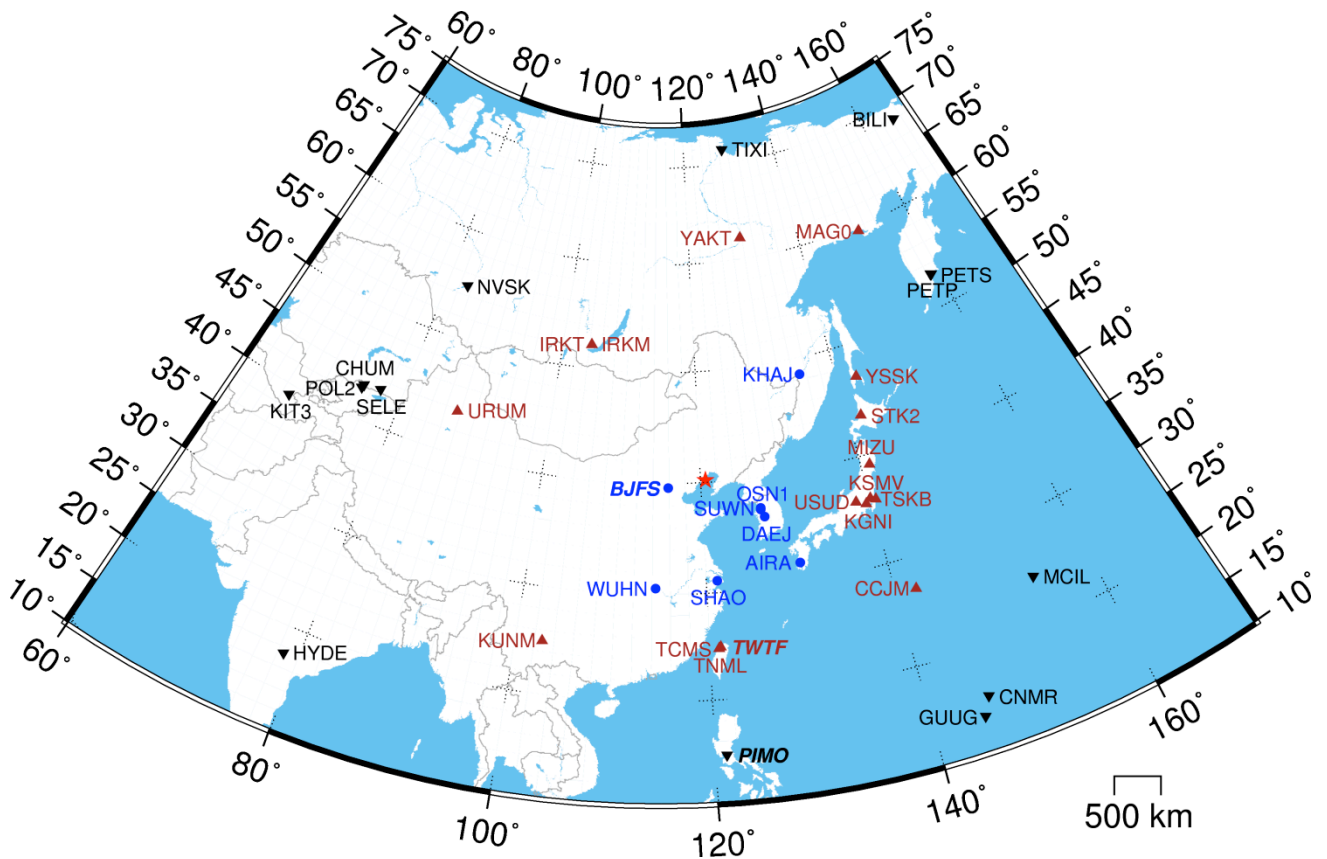 60° 80° 100° 120° 140° 160°
75° 70° 65° 60° 55° 50° 45° 40° 35° 30° 25° 20° 15° 10°
75° 70° 65° 60° 55° 50° 45° 40° 35° 30° 25° 20° 15° 10°
BILI
TIXI
YAKT
MAG0
PETS
PETP
NVSK
IRKT
IRKM
KHAJ
YSSK
CHUM
POL2
KIT3
SELE
URUM
STK2
MIZU
BJFS
OSN1
SUWN
DAEJ
KSMV
USUD
TSKB
KGNI
AIRA
WUHN
SHAO
CCJM
MCIL
KUNM
TCMS
TWTF
TNML
HYDE
CNMR
GUUG
PIMO
60° 80° 100° 120° 140° 160°
500 km